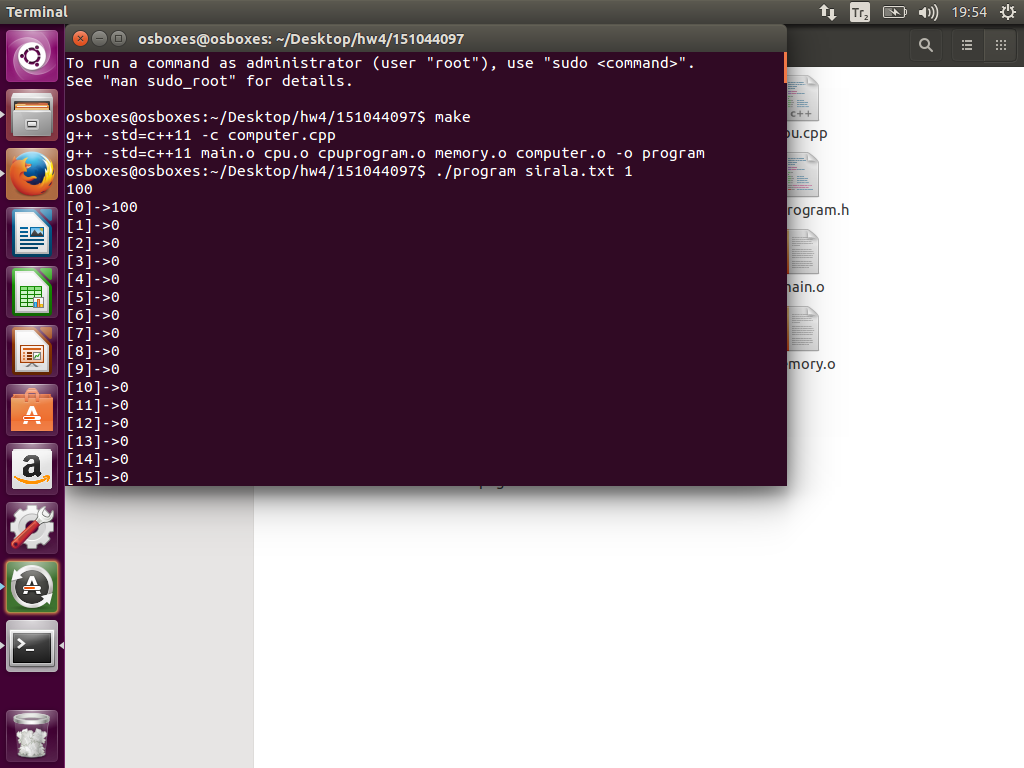 Terminal
Tr2
19:54
osboxes@osboxes: ~/Desktop/hw4/151044097
To run a command as administrator (user "root"), use "sudo <command>".
See "man sudo_root" for details.
osboxes@osboxes:~/Desktop/hw4/151044097$ make
g++ -std=c++11 -c computer.cpp
g++ -std=c++11 main.o cpu.o cpuprogram.o memory.o computer.o -o program
osboxes@osboxes:~/Desktop/hw4/151044097$ ./program sirala.txt 1
100
[0]->100
[1]->0
[2]->0
[3]->0
[4]->0
[5]->0
[6]->0
[7]->0
[8]->0
[9]->0
[10]->0
[11]->0
[12]->0
[13]->0
[14]->0
[15]->0
c++
pu.cpp
rogram.h
main.o
emory.o